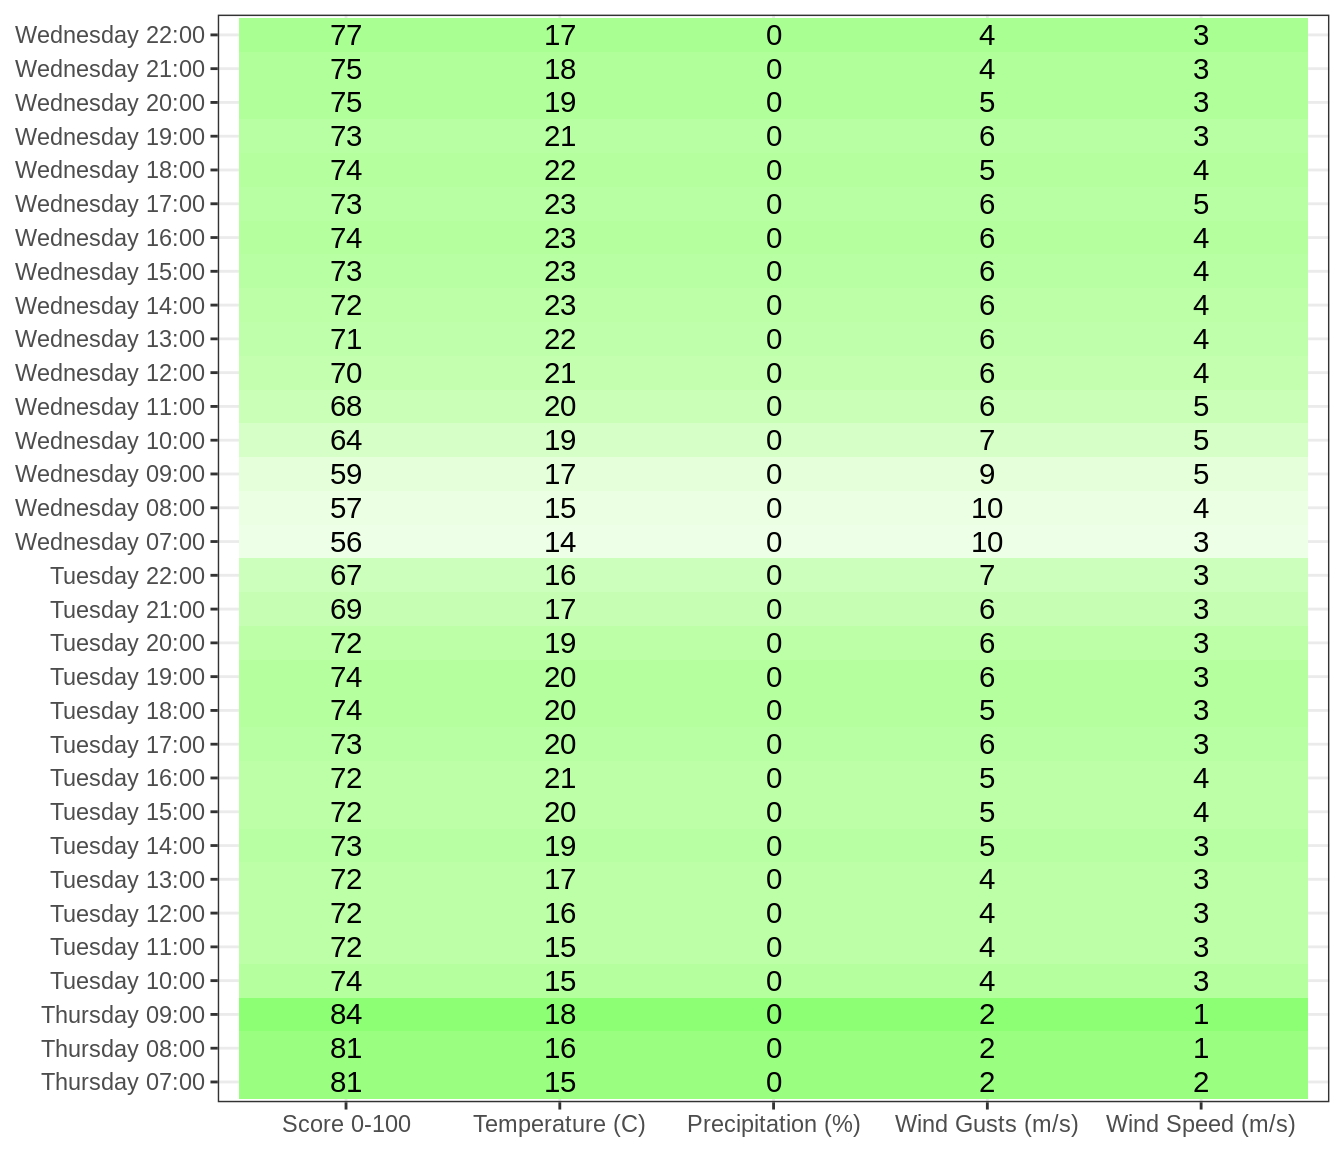 Wednesday 22:00 77 17 0 4 3
Wednesday 21:00 75 18 0 4 3
Wednesday 20:00 75 19 0 5 3
Wednesday 19:00 73 21 0 6 3
Wednesday 18:00 74 22 0 5 4
Wednesday 17:00 73 23 0 6 5
Wednesday 16:00 74 23 0 6 4
Wednesday 15:00 73 23 0 6 4
Wednesday 14:00 72 23 0 6 4
Wednesday 13:00 71 22 0 6 4
Wednesday 12:00 70 21 0 6 4
Wednesday 11:00 68 20 0 6 5
Wednesday 10:00 64 19 0 7 5
Wednesday 09:00 59 17 0 9 5
Wednesday 08:00 57 15 0 10 4
Wednesday 07:00 56 14 0 10 3
Tuesday 22:00 67 16 0 7 3
Tuesday 21:00 69 17 0 6 3
Tuesday 20:00 72 19 0 6 3
Tuesday 19:00 74 20 0 6 3
Tuesday 18:00 74 20 0 5 3
Tuesday 17:00 73 20 0 6 3
Tuesday 16:00 72 21 0 5 4
Tuesday 15:00 72 20 0 5 4
Tuesday 14:00 73 19 0 5 3
Tuesday 13:00 72 17 0 4 3
Tuesday 12:00 72 16 0 4 3
Tuesday 11:00 72 15 0 4 3
Tuesday 10:00 74 15 0 4 3
Thursday 09:00 84 18 0 2 1
Thursday 08:00 81 16 0 2 1
Thursday 07:00 81 15 0 2 2
Score 0-100 Temperature (C) Precipitation (%) Wind Gusts (m/s) Wind Speed (m/s)